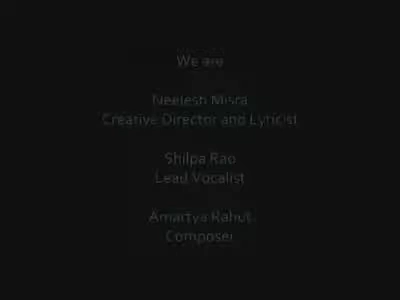 We are
Neelesh Misra
Creative Director and Lyricist
Shilpa Rao
Lead Vocalist
Amartya Rahut
Composer